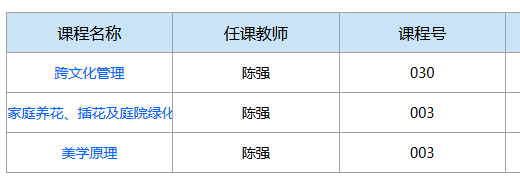 课程名称 任课教师 课程号
跨文化管理 陈强 030
家庭养花、插花及庭院绿化 陈强 003
美学原理 陈强 003